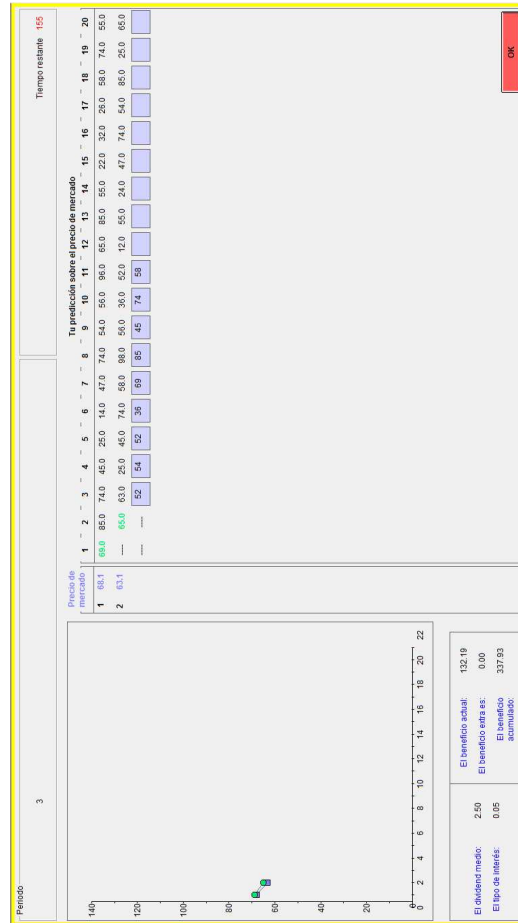 Periodo
3
Tiempo restante 155
Tu predicción sobre el precio de mercado
Precio de mercado
1 2 3 4 5 6 7 8 9 10 11 12 13 14 15 16 17 18 19 20
1 68.1 69.0 85.0 74.0 45.0 25.0 14.0 47.0 74.0 54.0 56.0 96.0 65.0 85.0 55.0 22.0 32.0 26.0 58.0 74.0 55.0
2 63.1 ---- 65.0 63.0 25.0 45.0 74.0 58.0 98.0 56.0 36.0 52.0 12.0 55.0 24.0 47.0 74.0 54.0 85.0 25.0 65.0
---- ---- 52 54 52 36 69 85 45 74 58
140
120
100
80
60
40
20
0
0 2 4 6 8 10 12 14 16 18 20 22
El dividend medio: 2.50
El tipo de interés: 0.05
El beneficio actual: 132.19
El beneficio extra es: 0.00
El beneficio acumulado: 337.93
OK